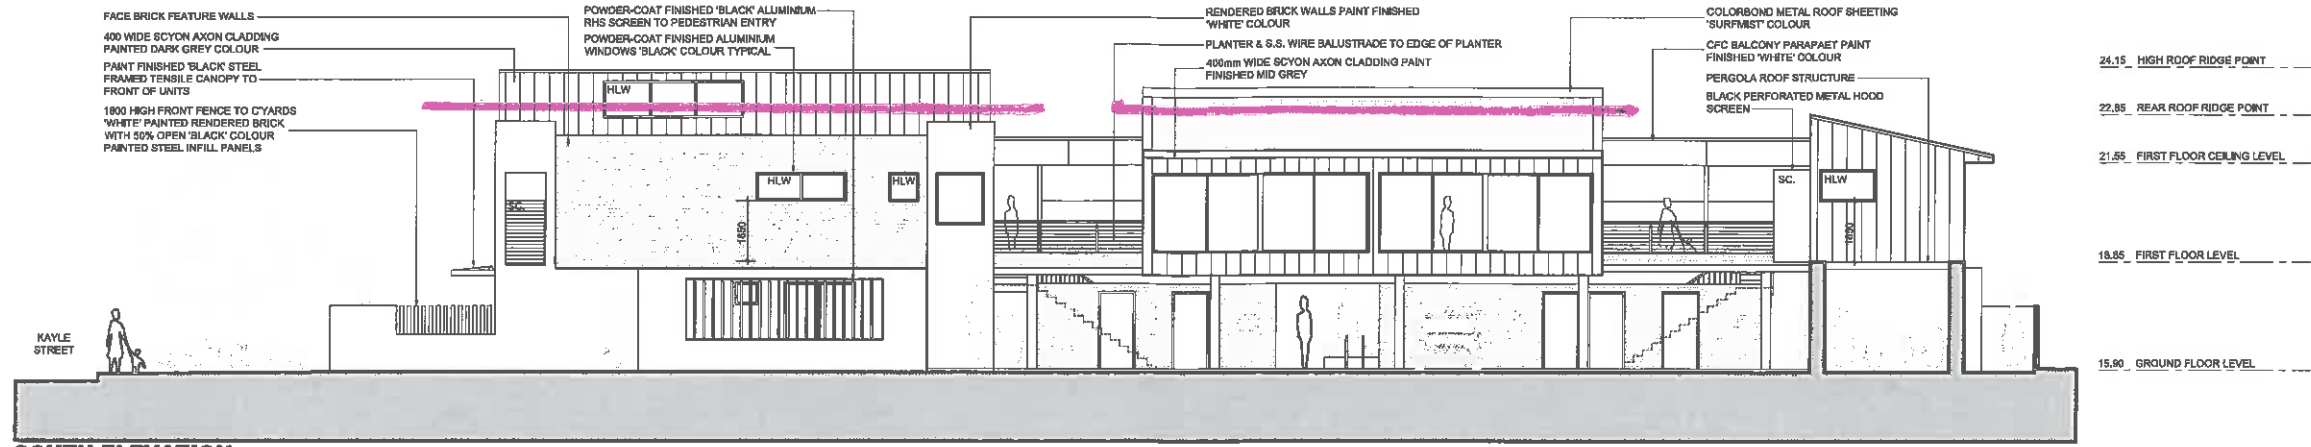 FACE BRICK FEATURE WALLS
400 WIDE SCYON AXON CLADDING
PAINTED DARK GREY COLOUR
PAINT FINISHED 'BLACK' STEEL
FRAMED TENSILE CANOPY TO
FRONT OF UNITS
1800 HIGH FRONT FENCE TO C'YARDS
'WHITE' PAINTED RENDERED BRICK
WITH 50% OPEN 'BLACK' COLOUR
PAINTED STEEL INFILL PANELS
POWDER-COAT FINISHED 'BLACK' ALUMINIUM
RHS SCREEN TO PEDESTRIAN ENTRY
POWDER-COAT FINISHED ALUMINIUM
WINDOWS 'BLACK' COLOUR TYPICAL
RENDERED BRICK WALLS PAINT FINISHED
'WHITE' COLOUR
PLANTER & S.S. WIRE BALUSTRADE TO EDGE OF PLANTER
400mm WIDE SCYON AXON CLADDING PAINT
FINISHED MID GREY
COLORBOND METAL ROOF SHEETING
'SURFMIST' COLOUR
CFC BALCONY PARAPAET PAINT
FINISHED 'WHITE' COLOUR
PERGOLA ROOF STRUCTURE
BLACK PERFORATED METAL HOOD
SCREEN
24.15 HIGH ROOF RIDGE POINT
22.85 REAR ROOF RIDGE POINT
21.55 FIRST FLOOR CEILING LEVEL
18.85 FIRST FLOOR LEVEL
15.90 GROUND FLOOR LEVEL
HLW
HLW
HLW
SC.
1650
SC.
HLW
1650
KAYLE
STREET
SOUTH ELEVATION